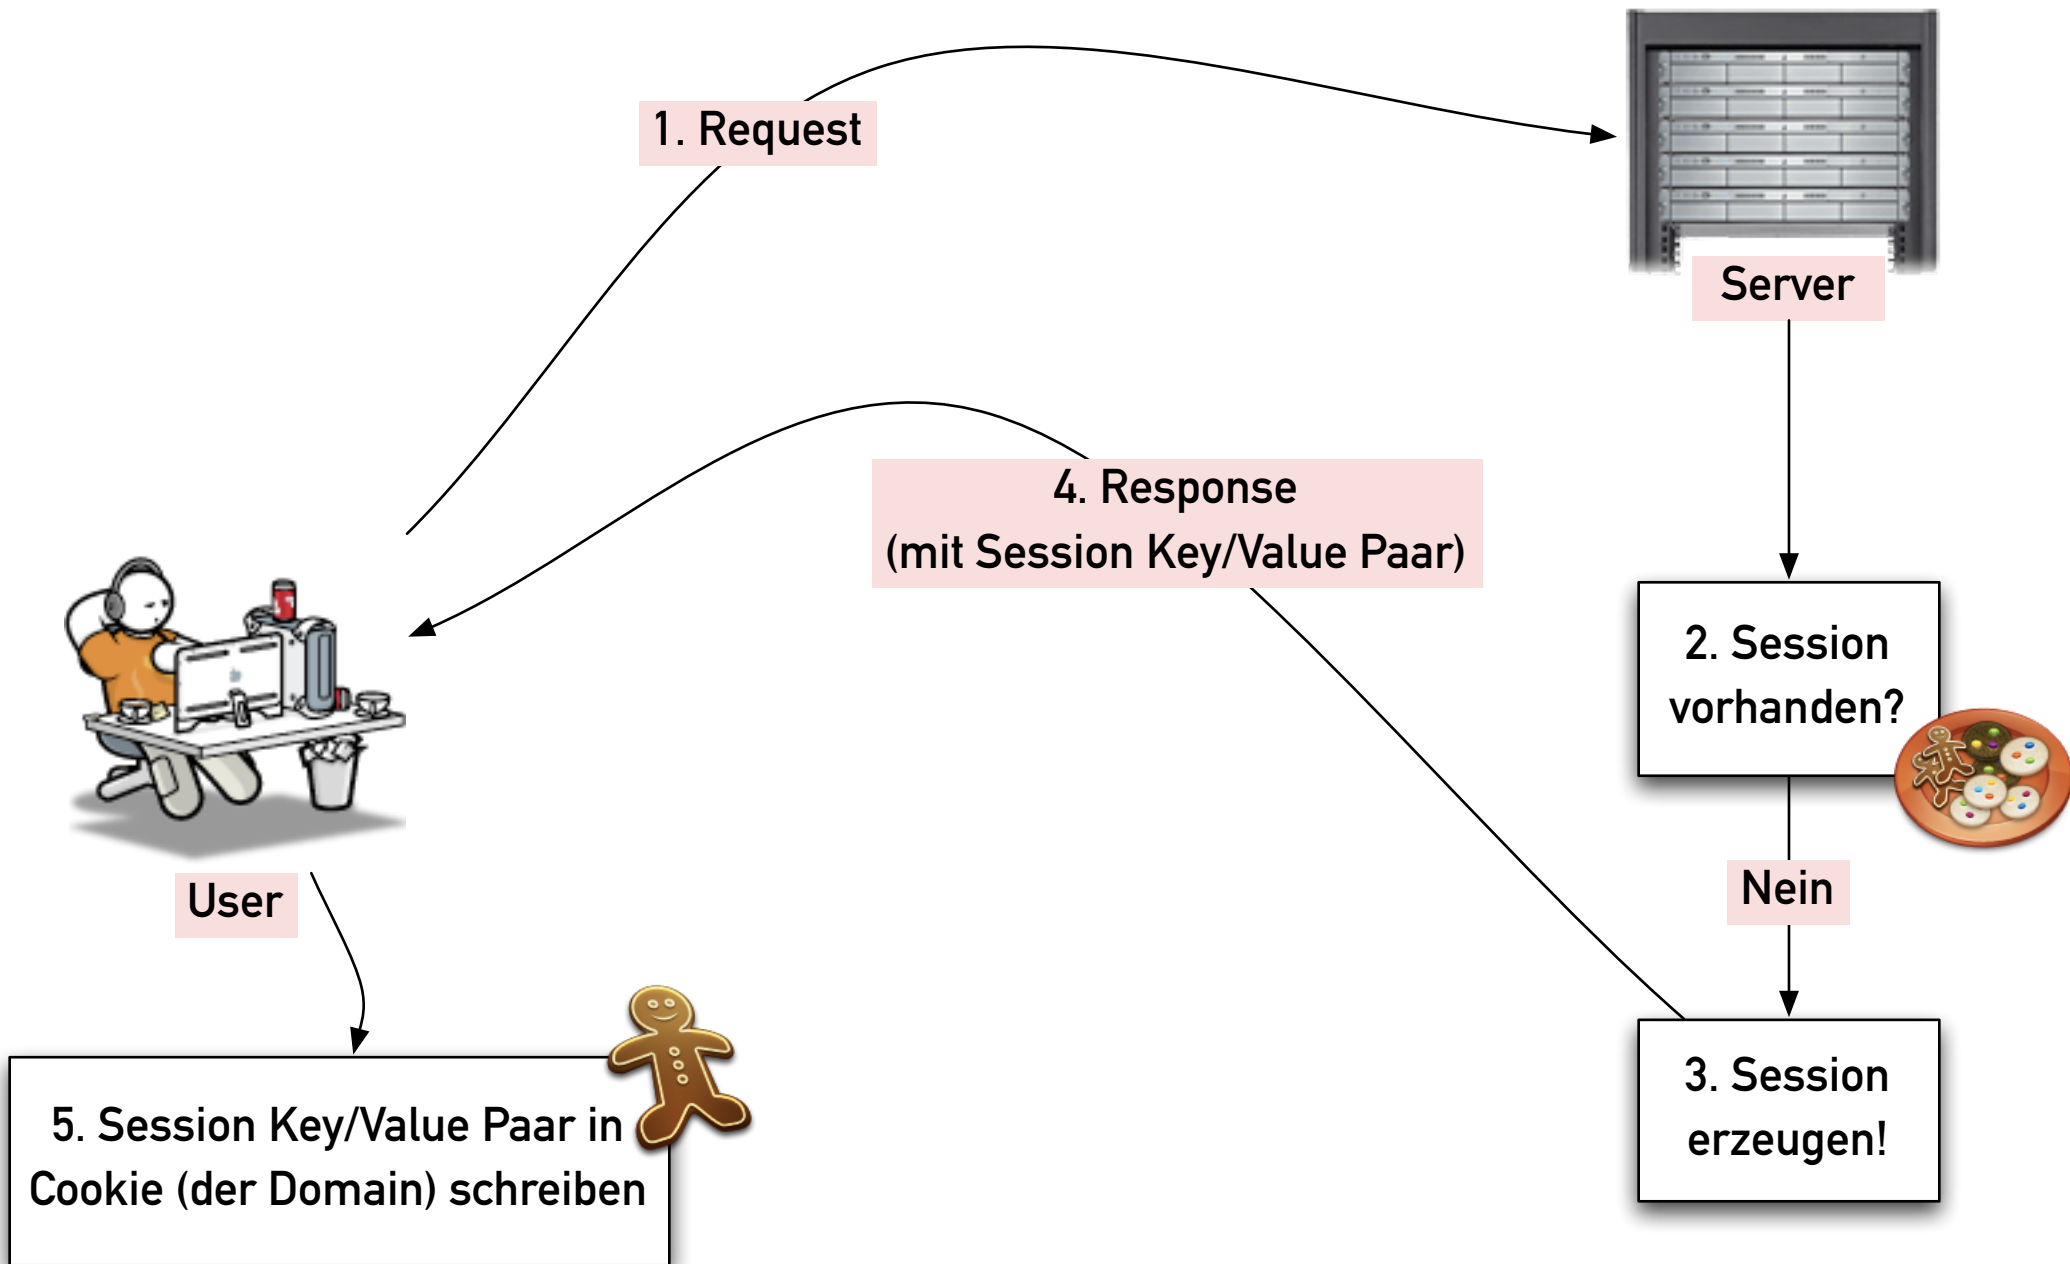 1. Request
Server
4. Response
(mit Session Key/Value Paar)
2. Session
vorhanden?
Nein
User
3. Session
erzeugen!
5. Session Key/Value Paar in
Cookie (der Domain) schreiben